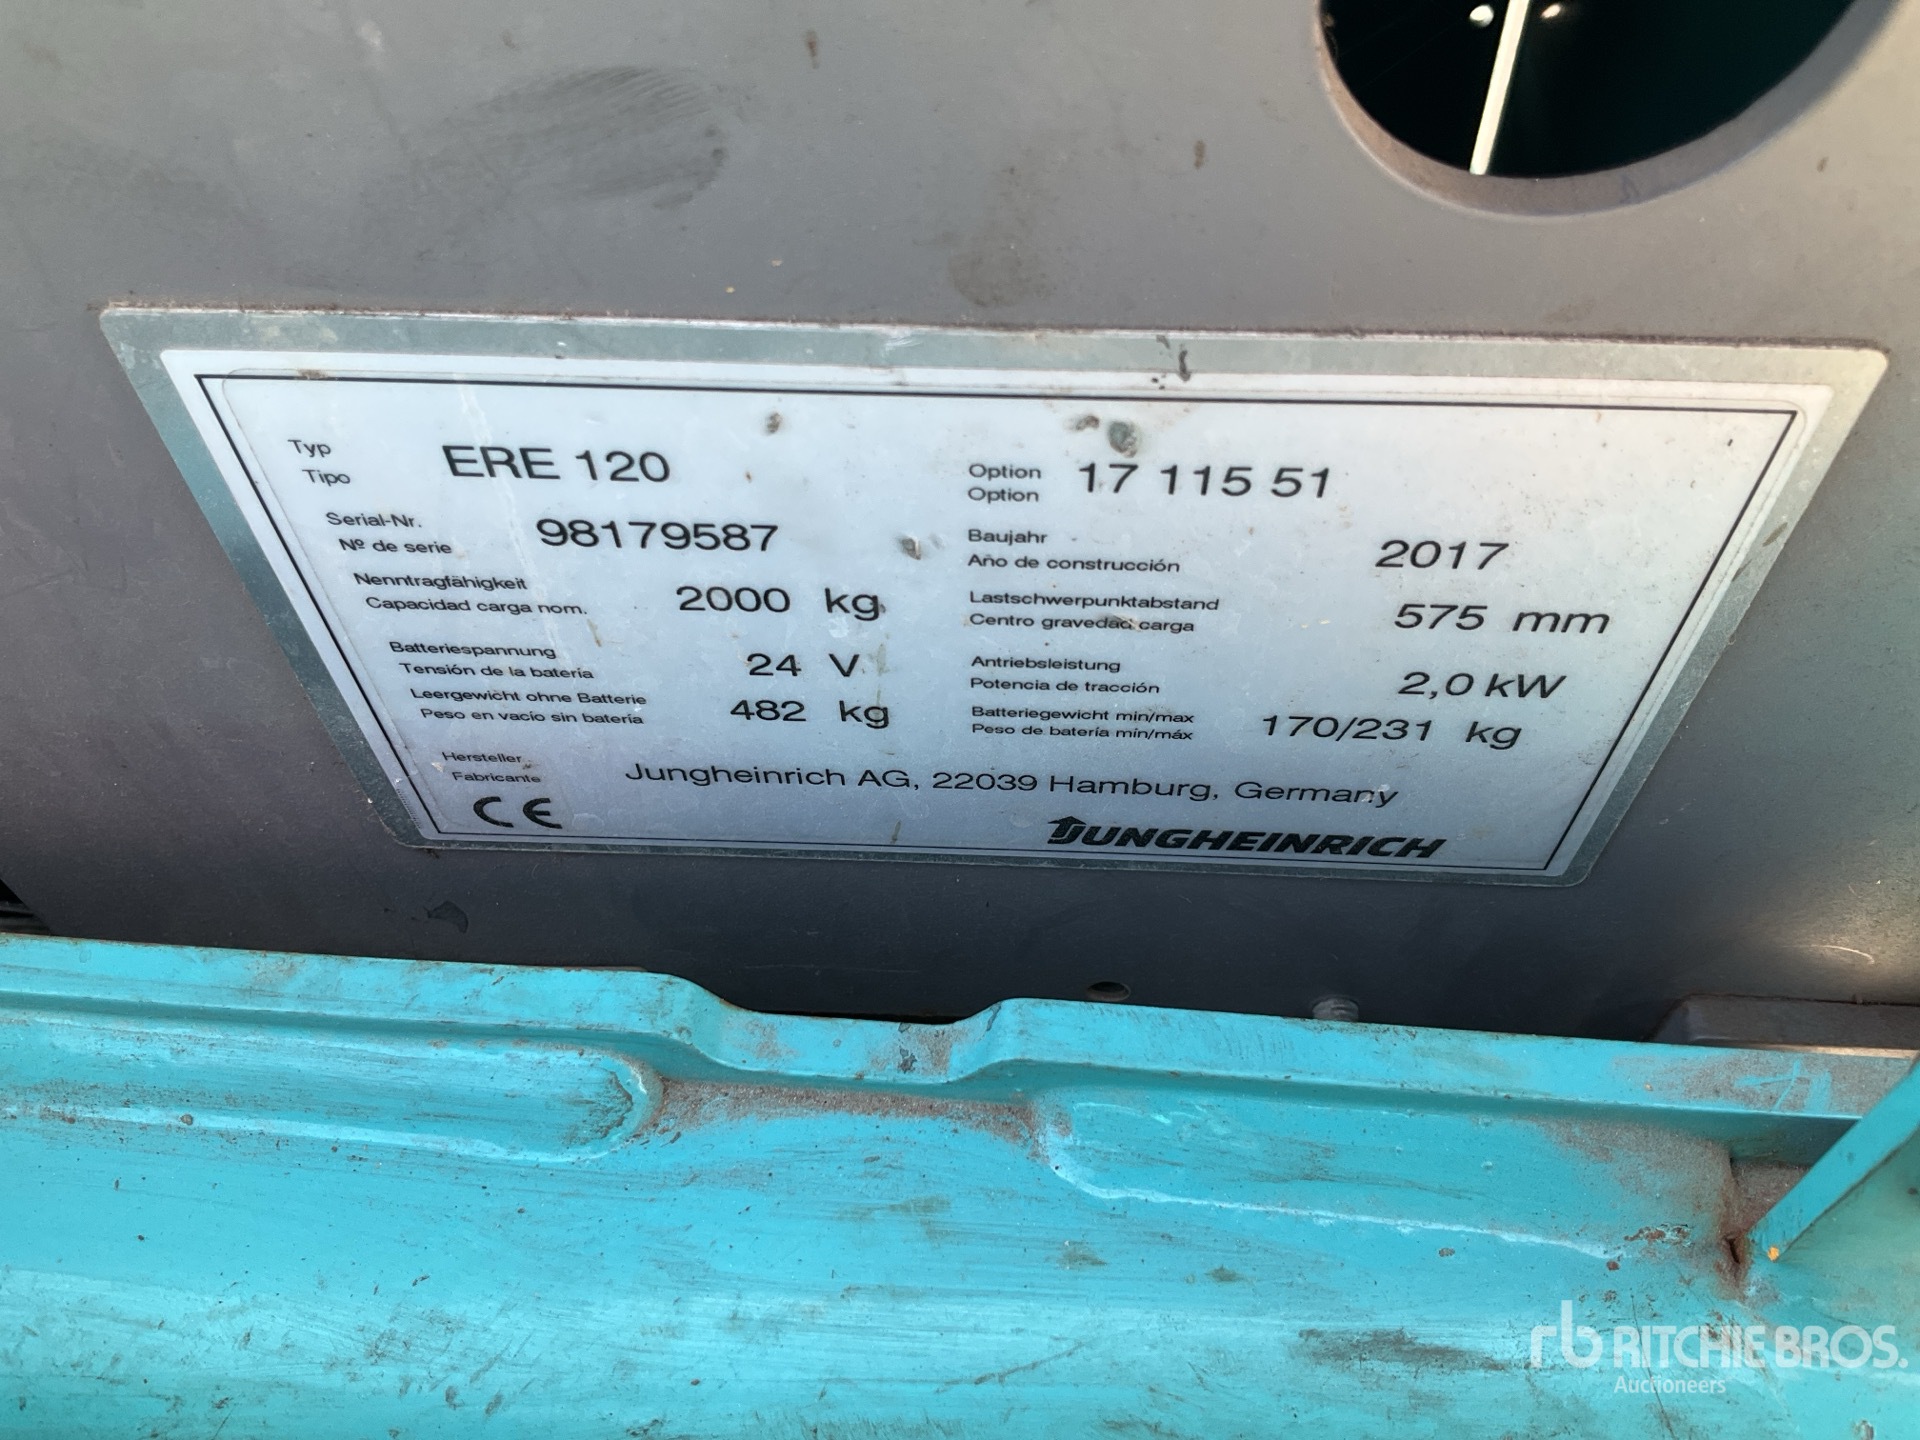 Typ ERE 120
Tipo
Option 17 115 51
Option
Serial-Nr. 98179587
Nº de serie
Baujahr 2017
Año de construcción
Nenntragfähigkeit 2000 kg
Capacidad carga nom.
Lastschwerpunktabstand 575 mm
Centro gravedad carga
Batteriespannung 24 V
Tensión de la batería
Antriebsleistung 2,0 kW
Potencia de tracción
Leergewicht ohne Batterie 482 kg
Peso en vacío sin batería
Batteriegewicht min/max 170/231 kg
Peso de batería mín/máx
Hersteller Jungheinrich AG, 22039 Hamburg, Germany
Fabricante
CE
JUNGHEINRICH
rb RITCHIE BROS.
Auctioneers